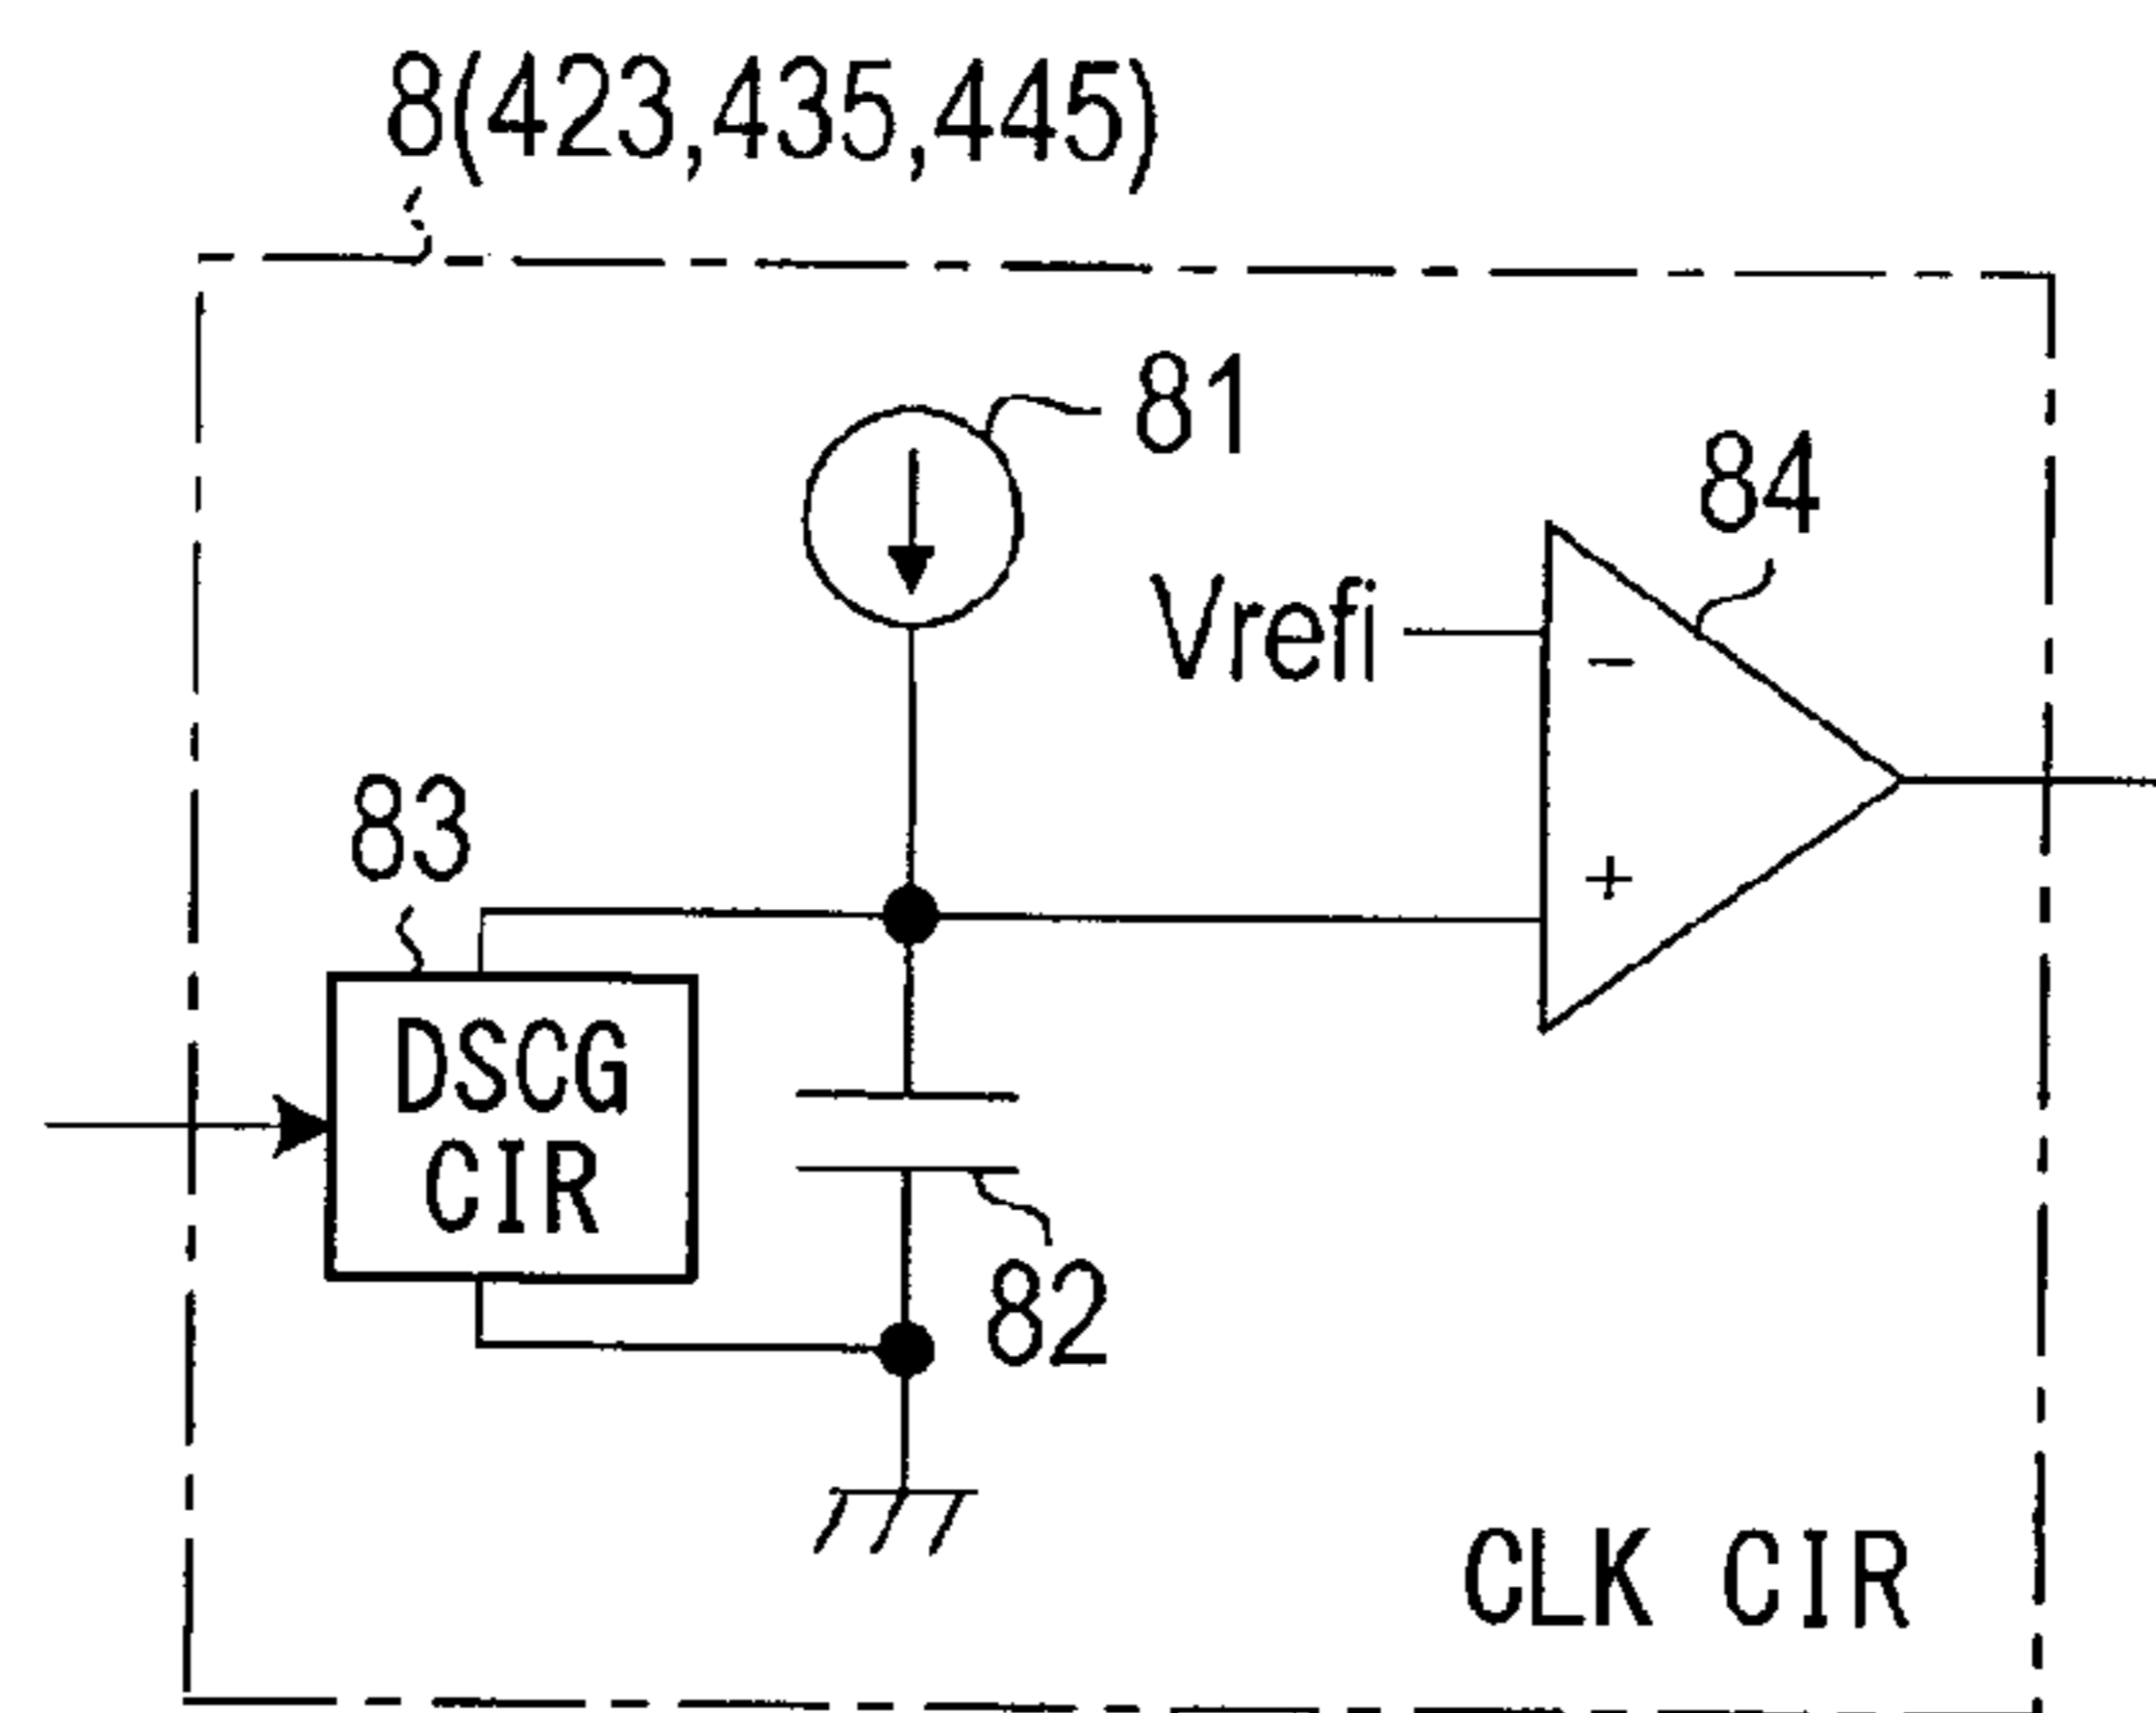 8(423,435,445)
81
84
Vrefi
−
83
+
DSCG
CIR
82
CLK CIR